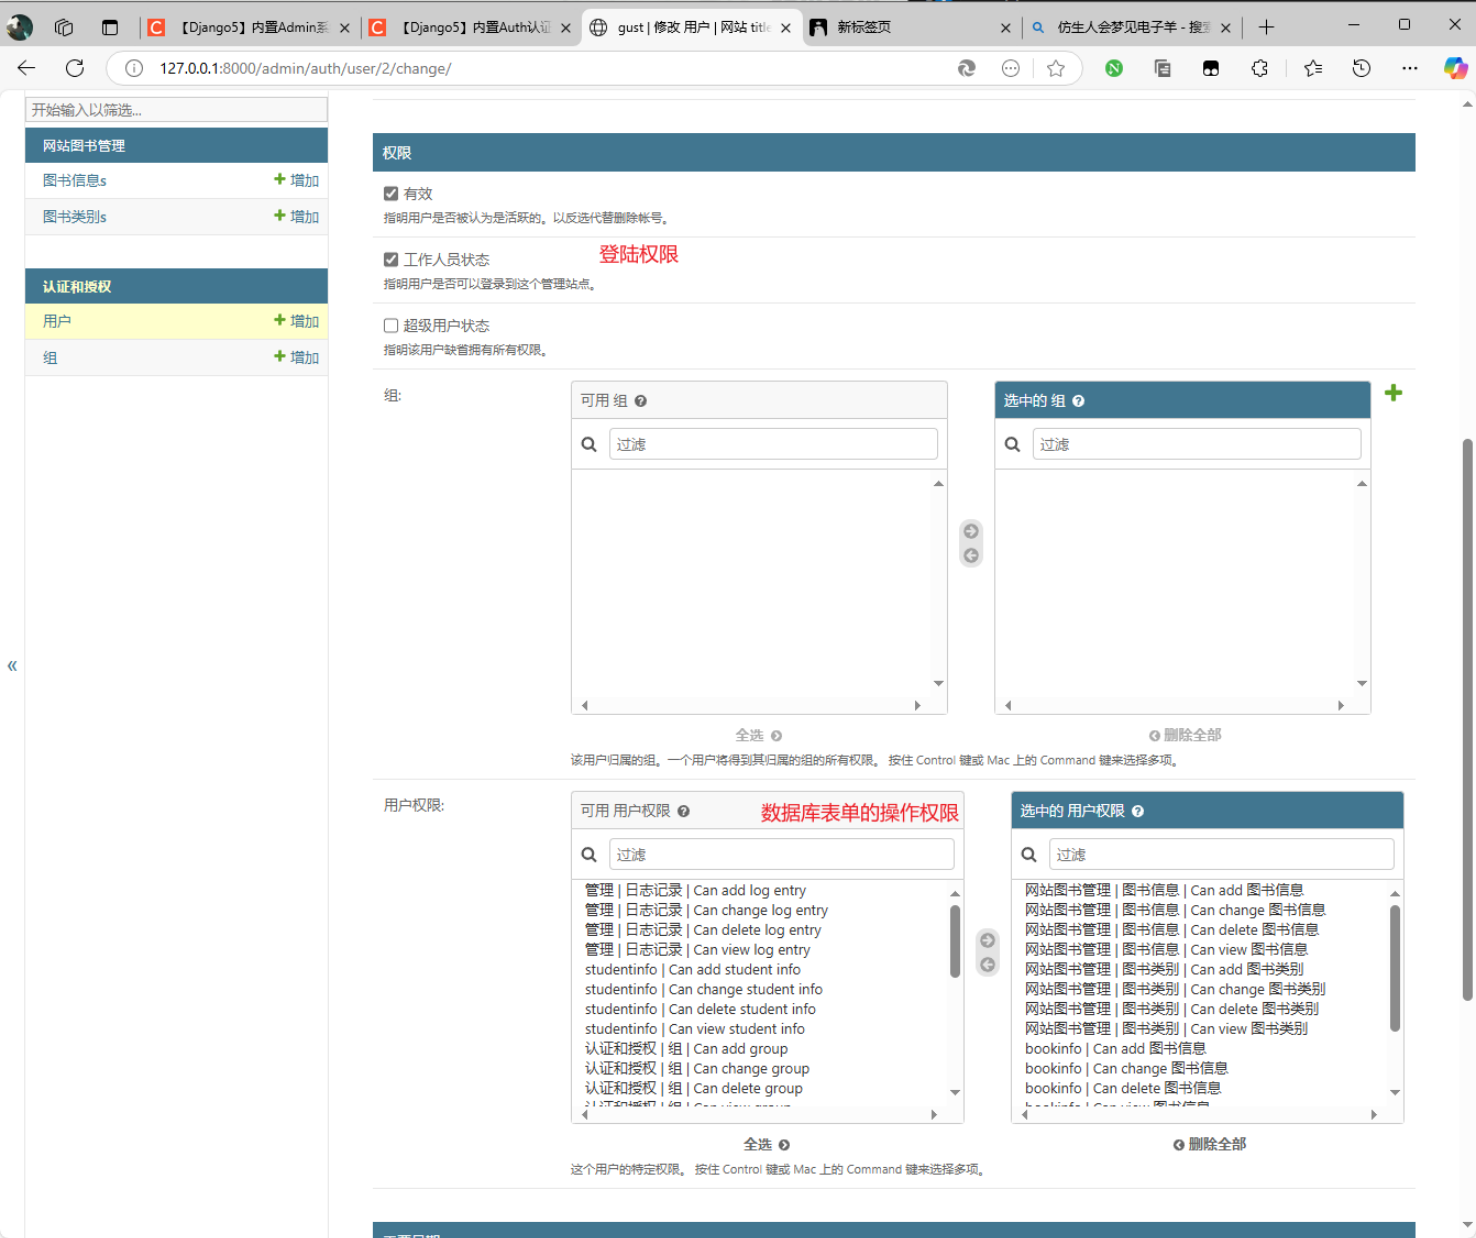 【Django5】内置Admin系
【Django5】内置Auth认证
gust | 修改 用户 | 网站 title
新标签页
仿生人会梦见电子羊 - 搜索
127.0.0.1:8000/admin/auth/user/2/change/
开始输入以筛选...
网站图书管理
图书信息s
增加
图书类别s
增加
认证和授权
用户
增加
组
增加
权限
有效
指明用户是否被认为是活跃的。以反选代替删除帐号。
工作人员状态
登陆权限
指明用户是否可以登录到这个管理站点。
超级用户状态
指明该用户缺省拥有所有权限。
组:
可用 组
选中的 组
过滤
过滤
全选
删除全部
该用户归属的组。一个用户将得到其归属的组的所有权限。 按住 Control 键或 Mac 上的 Command 键来选择多项。
用户权限:
可用 用户权限
数据库表单的操作权限
选中的 用户权限
过滤
过滤
管理 | 日志记录 | Can add log entry
管理 | 日志记录 | Can change log entry
管理 | 日志记录 | Can delete log entry
管理 | 日志记录 | Can view log entry
studentinfo | Can add student info
studentinfo | Can change student info
studentinfo | Can delete student info
studentinfo | Can view student info
认证和授权 | 组 | Can add group
认证和授权 | 组 | Can change group
认证和授权 | 组 | Can delete group
认证和授权 | 组 | Can view group
网站图书管理 | 图书信息 | Can add 图书信息
网站图书管理 | 图书信息 | Can change 图书信息
网站图书管理 | 图书信息 | Can delete 图书信息
网站图书管理 | 图书信息 | Can view 图书信息
网站图书管理 | 图书类别 | Can add 图书类别
网站图书管理 | 图书类别 | Can change 图书类别
网站图书管理 | 图书类别 | Can delete 图书类别
网站图书管理 | 图书类别 | Can view 图书类别
bookinfo | Can add 图书信息
bookinfo | Can change 图书信息
bookinfo | Can delete 图书信息
bookinfo | Can view 图书信息
全选
删除全部
这个用户的特定权限。 按住 Control 键或 Mac 上的 Command 键来选择多项。